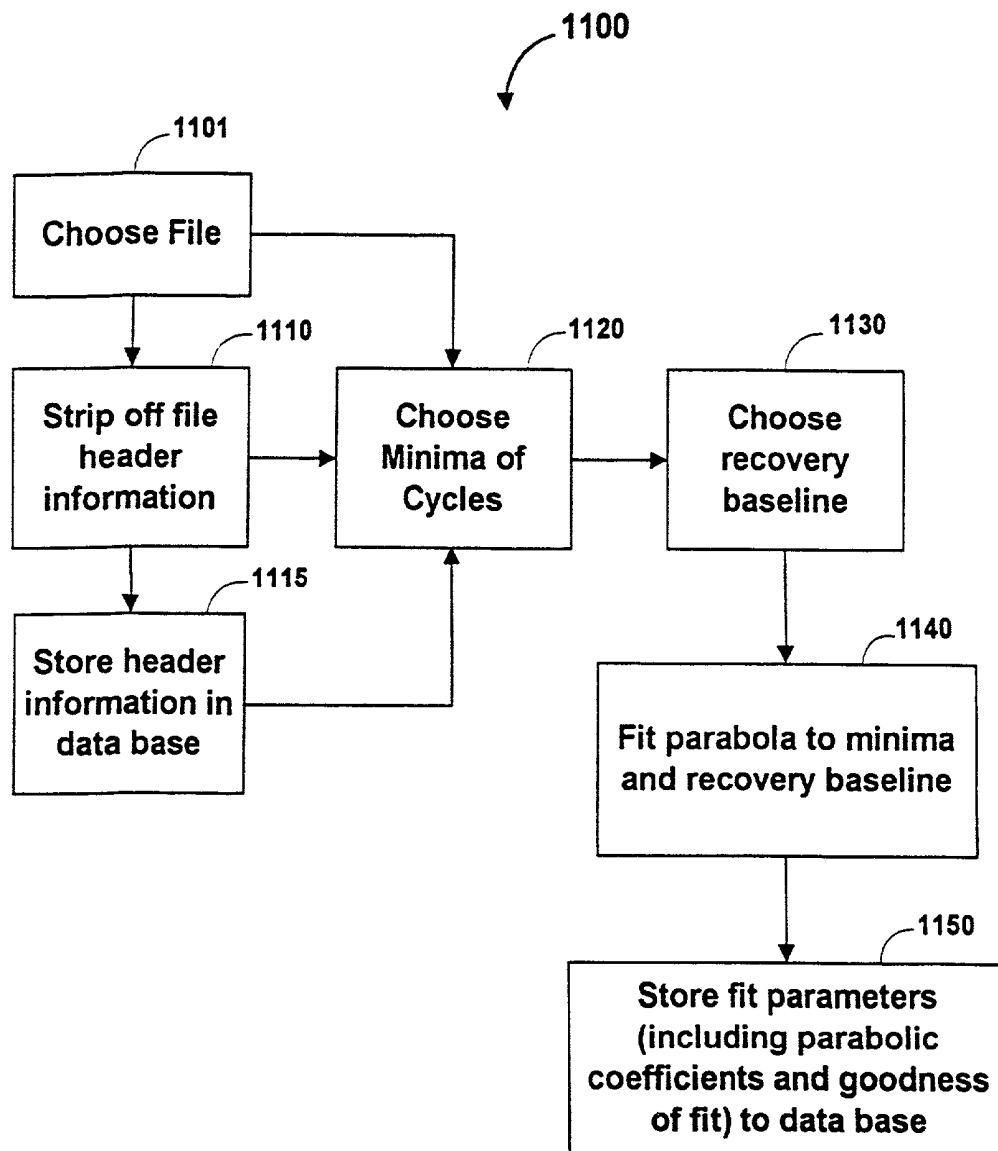 1100
1101
Choose File
1110
Strip off file
header
information
1120
Choose
Minima of
Cycles
1130
Choose
recovery
baseline
1115
Store header
information in
data base
1140
Fit parabola to minima
and recovery baseline
1150
Store fit parameters
(including parabolic
coefficients and goodness
of fit) to data base